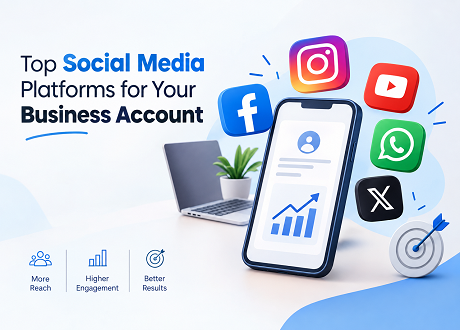 Top Social Media
Platforms for Your
Business Account
More
Reach
Higher
Engagement
Better
Results